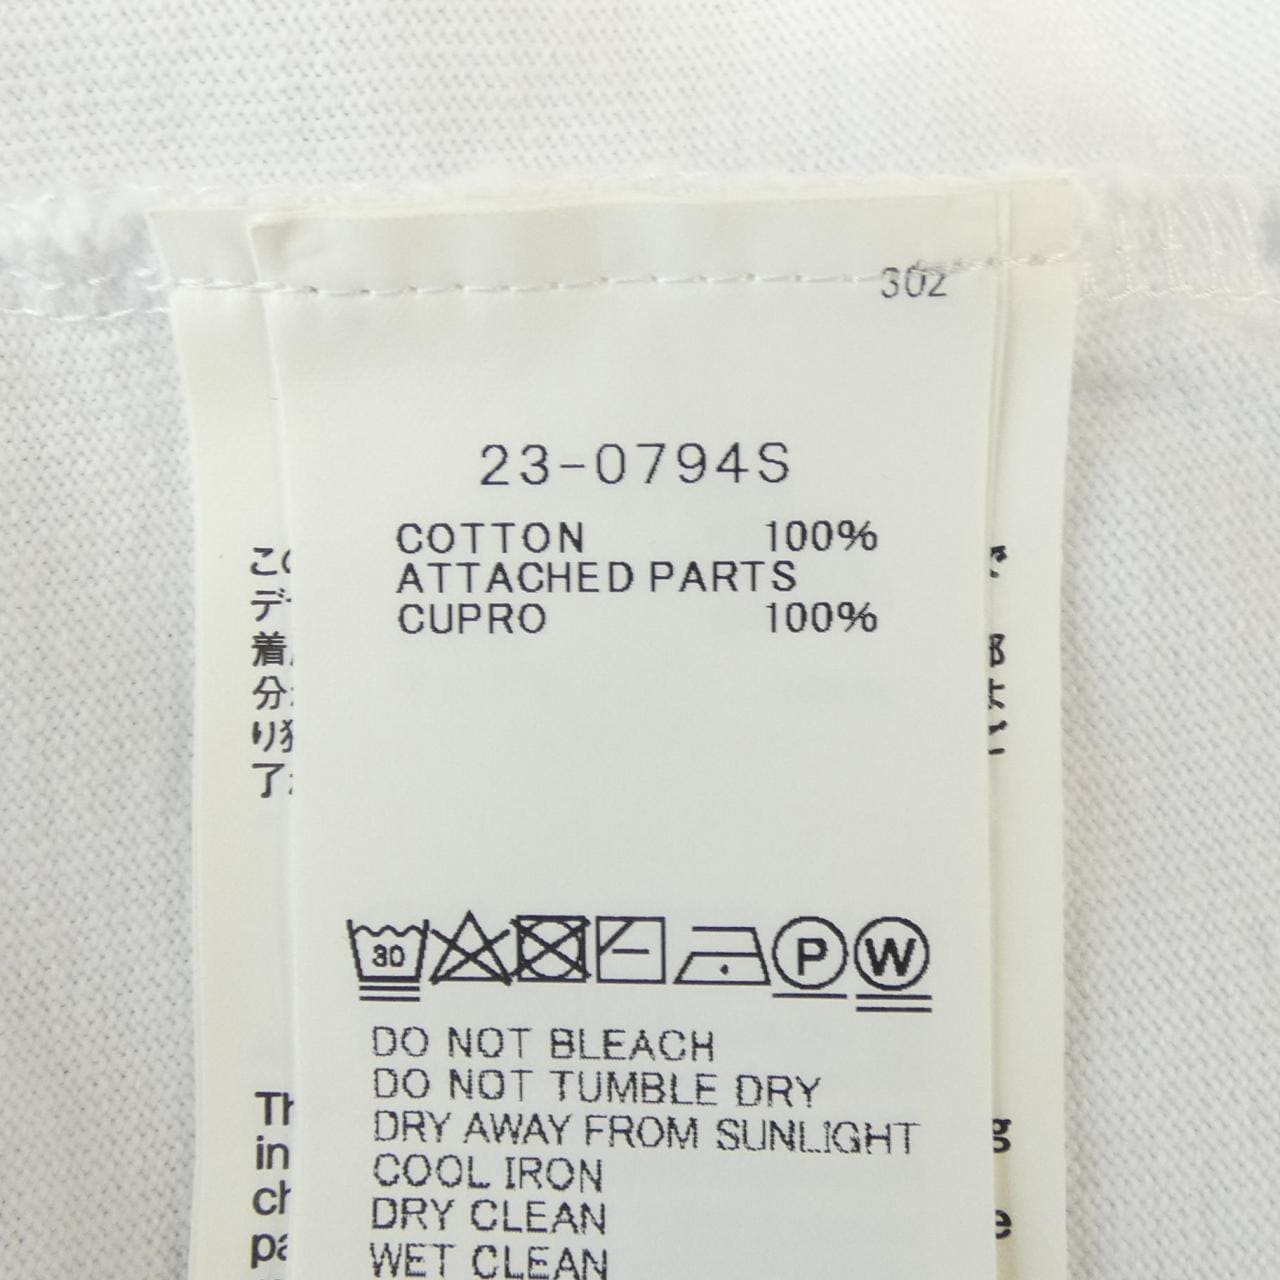 302
23-0794S
COTTON 100%
ATTACHED PARTS
CUPRO 100%
30
P
W
DO NOT BLEACH
DO NOT TUMBLE DRY
DRY AWAY FROM SUNLIGHT
COOL IRON
DRY CLEAN
WET CLEAN